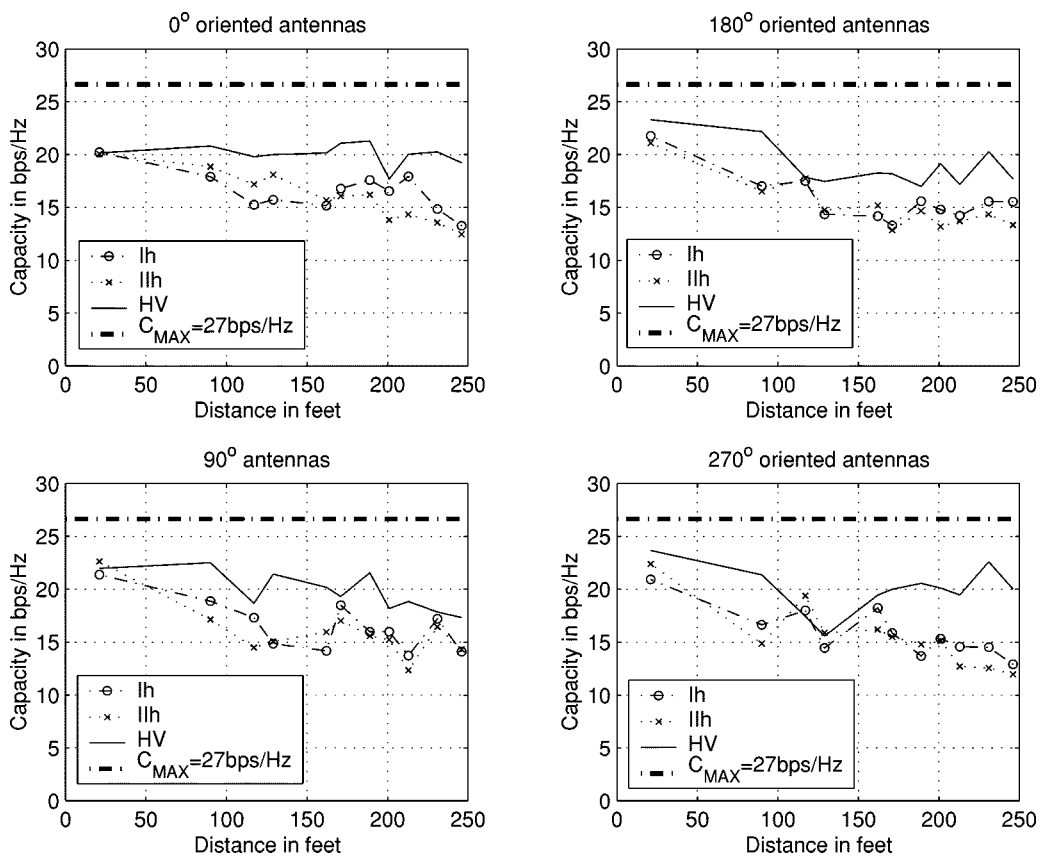 0° oriented antennas
30
25
20
15
10
5
0
Capacity in bps/Hz
Ih
IIh
HV
C_MAX=27bps/Hz
0 50 100 150 200 250
Distance in feet
180° oriented antennas
30
25
20
15
10
5
0
Capacity in bps/Hz
Ih
IIh
HV
C_MAX=27bps/Hz
0 50 100 150 200 250
Distance in feet
90° antennas
30
25
20
15
10
5
0
Capacity in bps/Hz
Ih
IIh
HV
C_MAX=27bps/Hz
0 50 100 150 200 250
Distance in feet
270° oriented antennas
30
25
20
15
10
5
0
Capacity in bps/Hz
Ih
IIh
HV
C_MAX=27bps/Hz
0 50 100 150 200 250
Distance in feet